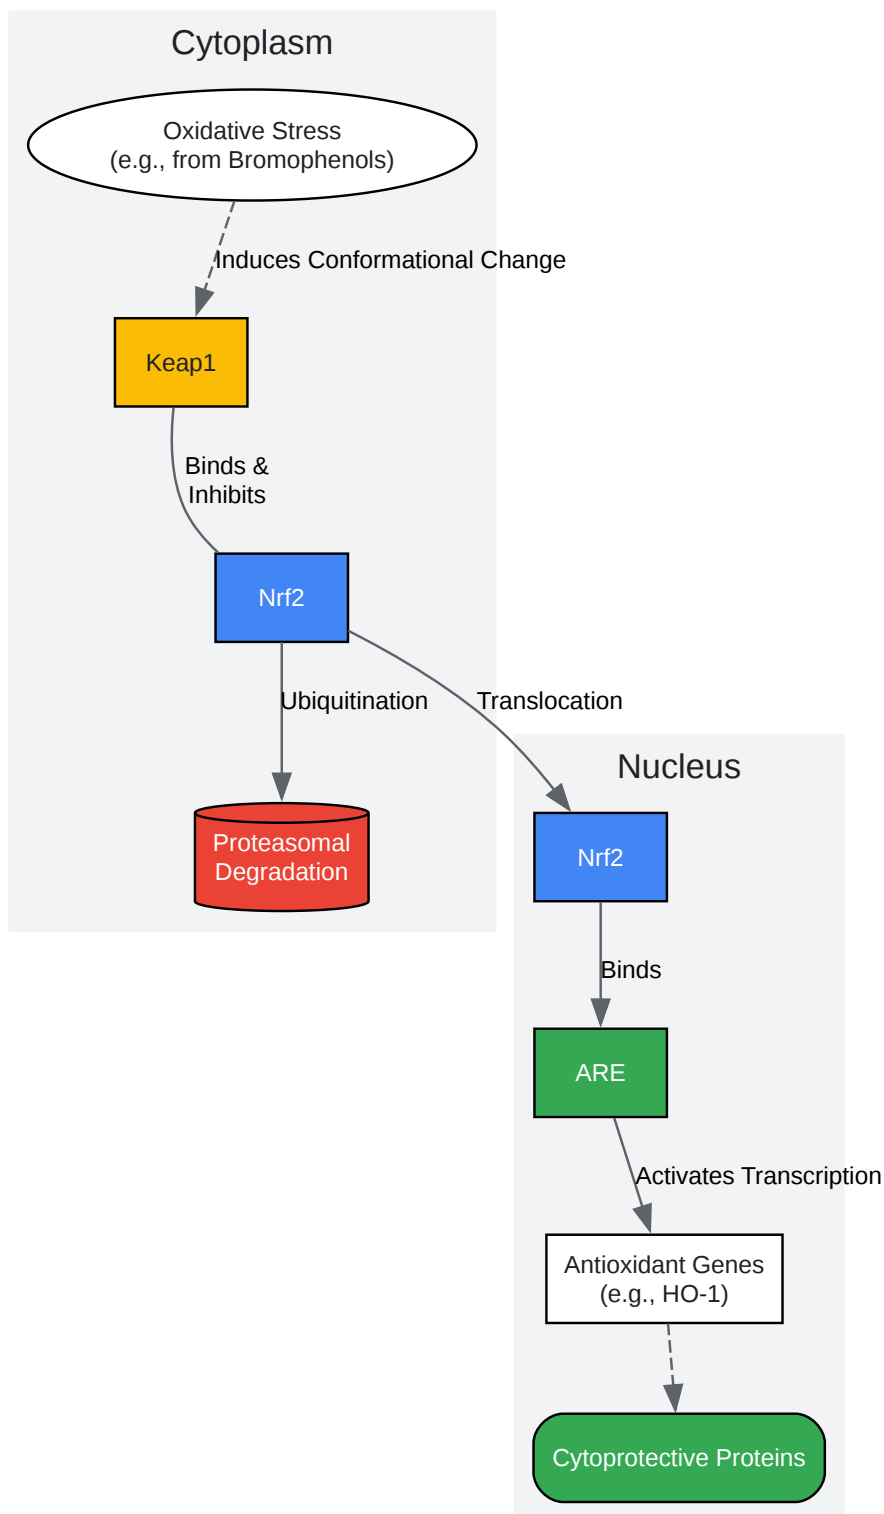 Cytoplasm
Oxidative Stress
(e.g., from Bromophenols)
Induces Conformational Change
Keap1
Binds &
Inhibits
Nrf2
Ubiquitination
Translocation
Nucleus
Proteasomal
Degradation
Nrf2
Binds
ARE
Activates Transcription
Antioxidant Genes
(e.g., HO-1)
Cytoprotective Proteins